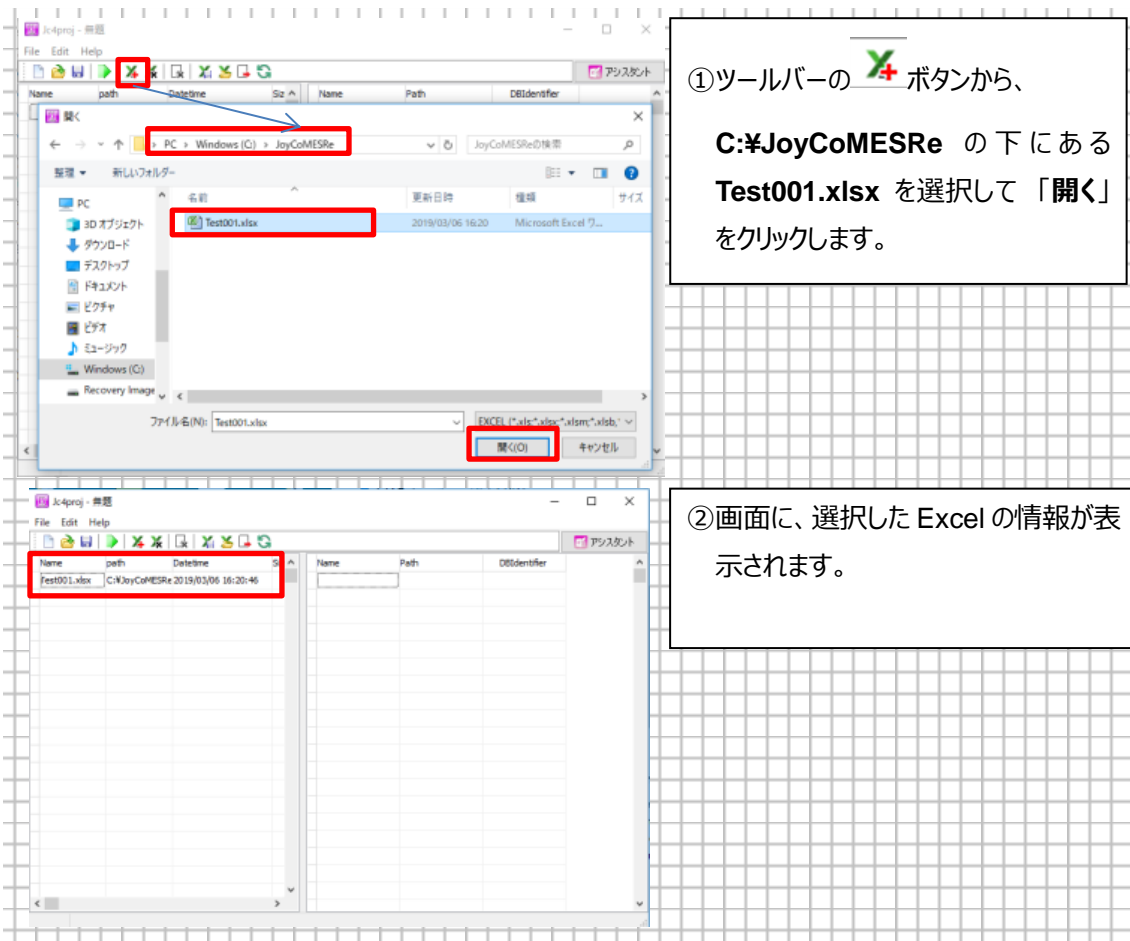 Jc4proj - 無題
File Edit Help
アシスタント
Name path Datetime Siz Name Path DBIdentifier
開く
PC › Windows (C:) › JoyCoMESRe
JoyCoMESReの検索
整理 新しいフォルダー
名前 更新日時 種類 サイズ
PC
Test001.xlsx 2019/03/06 16:20 Microsoft Excel ワ...
3D オブジェクト
ダウンロード
デスクトップ
ドキュメント
ピクチャ
ビデオ
ミュージック
Windows (C:)
Recovery Image
ファイル名(N): Test001.xlsx EXCEL (*.xls;*.xlsx;*.xlsm;*.xlsb;*
開く(O) キャンセル
①ツールバーの ボタンから、
C:¥JoyCoMESRe の下にある
Test001.xlsx を選択して「開く」
をクリックします。
Jc4proj - 無題
File Edit Help
アシスタント
Name path Datetime S Name Path DBIdentifier
Test001.xlsx C:¥JoyCoMESRe 2019/03/06 16:20:46
②画面に、選択した Excel の情報が表
示されます。